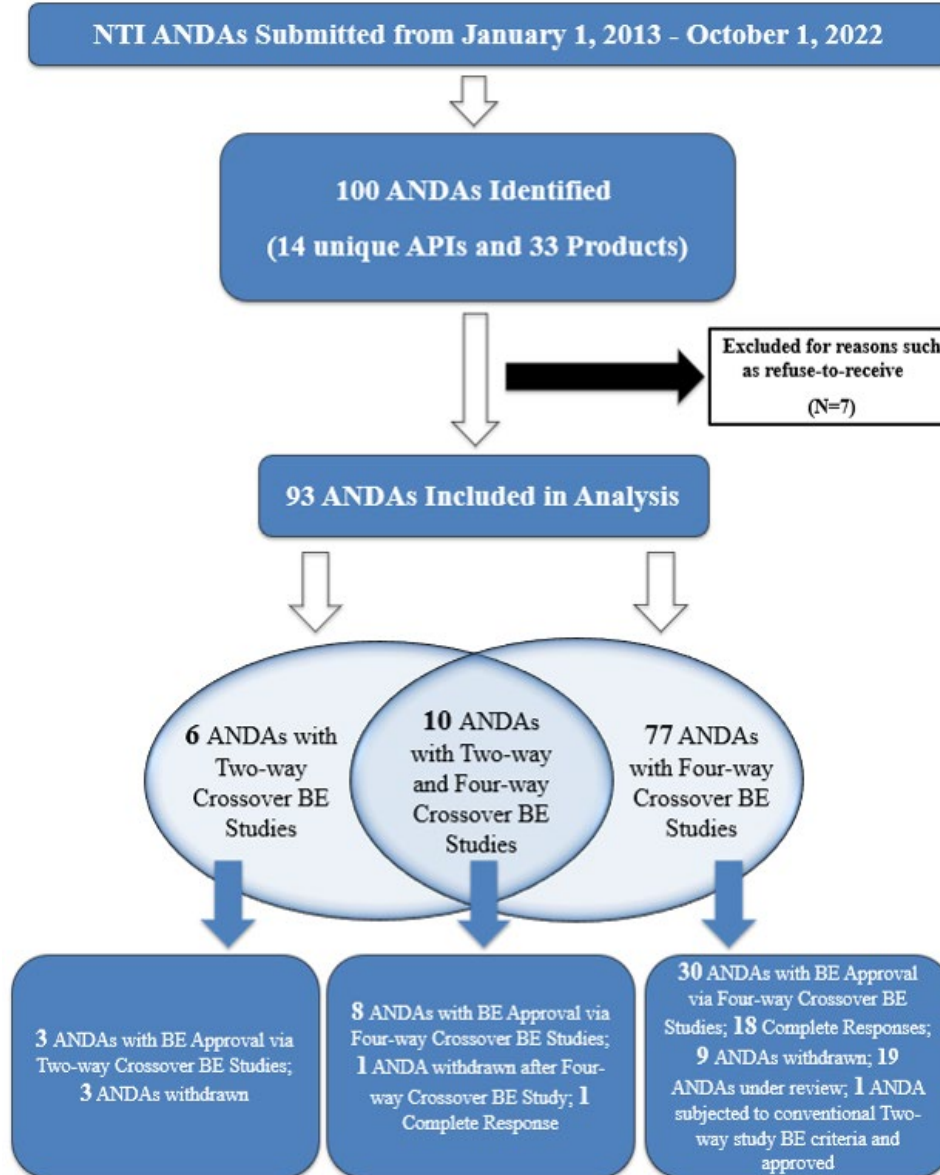 NTI ANDAs Submitted from January 1, 2013 - October 1, 2022
100 ANDAs Identified
(14 unique APIs and 33 Products)
Excluded for reasons such
as refuse-to-receive
(N=7)
93 ANDAs Included in Analysis
6 ANDAs with
Two-way
Crossover BE
Studies
10 ANDAs
with Two-way
and Four-way
Crossover BE
Studies
77 ANDAs
with Four-way
Crossover BE
Studies
3 ANDAs with BE Approval via
Two-way Crossover BE Studies;
3 ANDAs withdrawn
8 ANDAs with BE Approval via
Four-way Crossover BE Studies;
1 ANDA withdrawn after Four-
way Crossover BE Study; 1
Complete Response
30 ANDAs with BE Approval
via Four-way Crossover BE
Studies; 18 Complete Responses;
9 ANDAs withdrawn; 19
ANDAs under review; 1 ANDA
subjected to conventional Two-
way study BE criteria and
approved